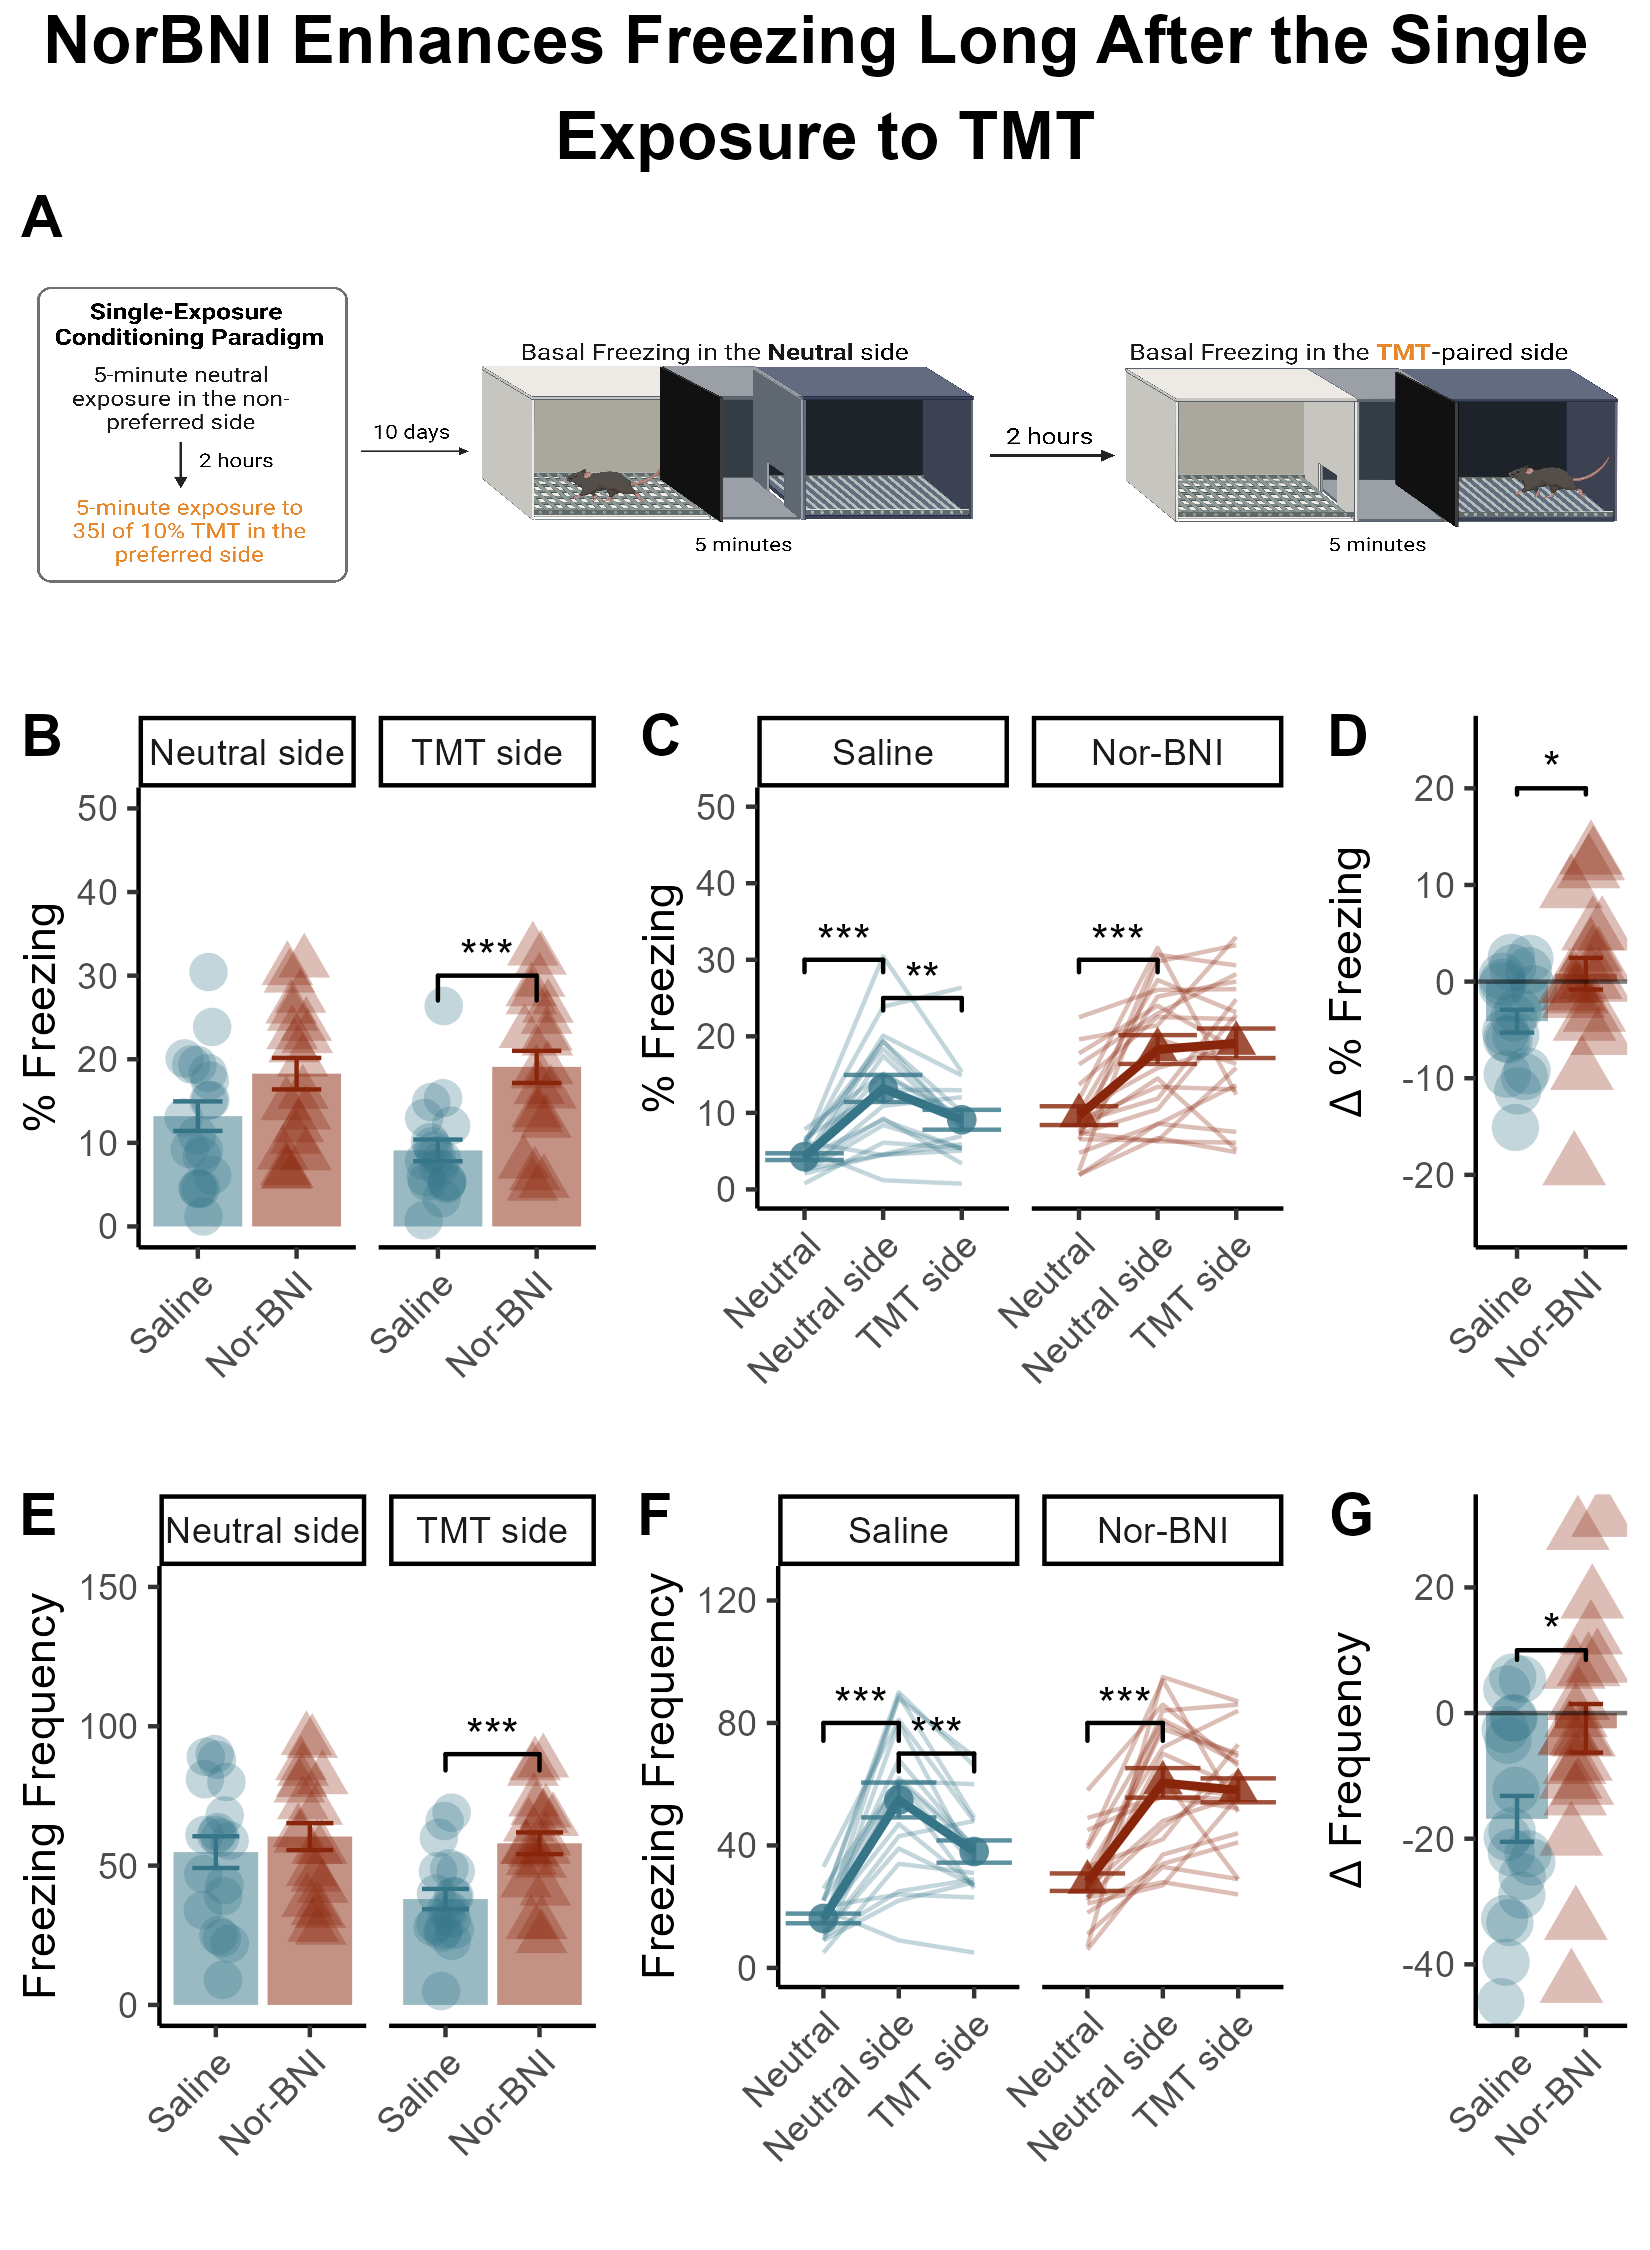 NorBNI Enhances Freezing Long After the Single
Exposure to TMT
A
Single-Exposure
Conditioning Paradigm
5-minute neutral
exposure in the non-
preferred side
2 hours
5-minute exposure to
35l of 10% TMT in the
preferred side
10 days
Basal Freezing in the Neutral side
5 minutes
2 hours
Basal Freezing in the TMT-paired side
5 minutes
B
Neutral side
TMT side
% Freezing
50
40
30
20
10
0
***
Saline
Nor-BNI
Saline
Nor-BNI
C
Saline
Nor-BNI
% Freezing
50
40
30
20
10
0
***
**
***
Neutral
Neutral side
TMT side
Neutral
Neutral side
TMT side
D
Δ % Freezing
20
10
0
-10
-20
*
Saline
Nor-BNI
E
Neutral side
TMT side
Freezing Frequency
150
100
50
0
***
Saline
Nor-BNI
Saline
Nor-BNI
F
Saline
Nor-BNI
Freezing Frequency
120
80
40
0
***
***
***
Neutral
Neutral side
TMT side
Neutral
Neutral side
TMT side
G
Δ Frequency
20
0
-20
-40
*
Saline
Nor-BNI